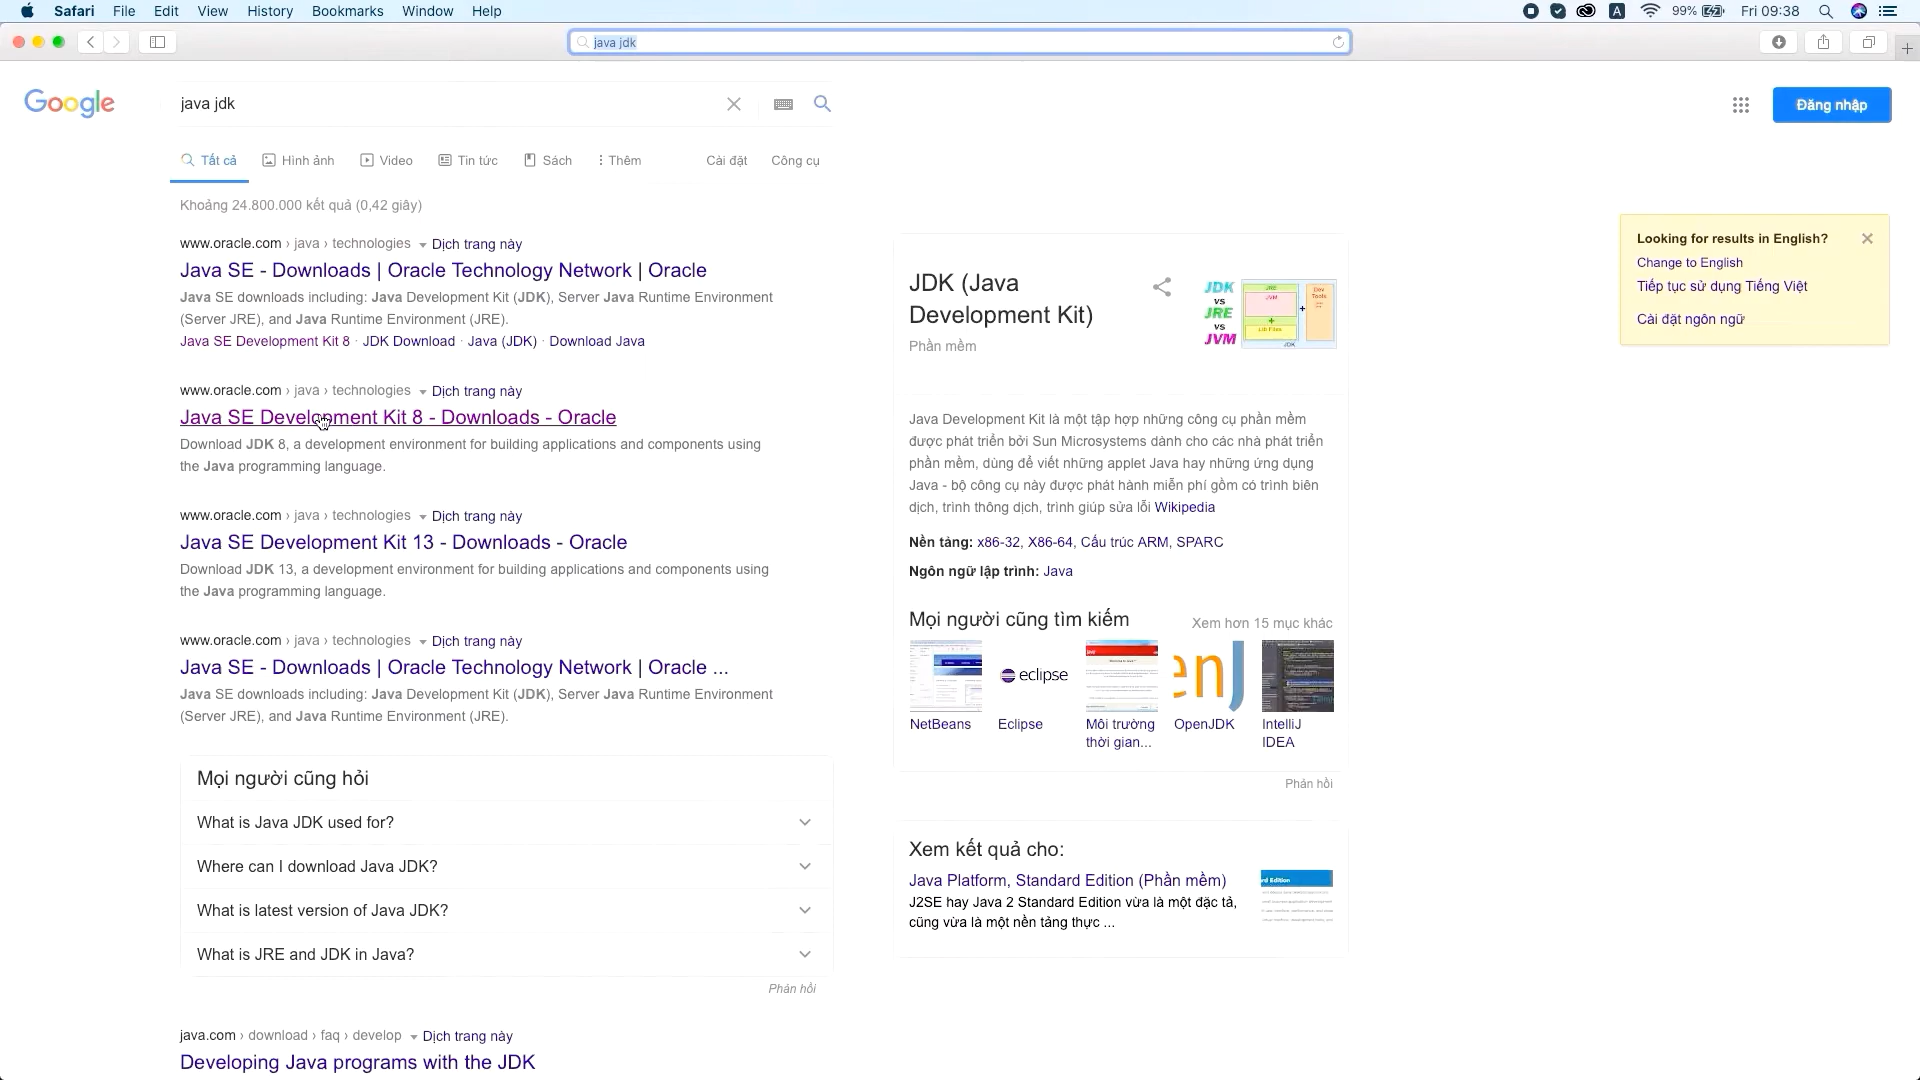 Safari File Edit View History Bookmarks Window Help
A 99% Fri 09:38
java jdk
Google
java jdk
Đăng nhập
Tất cả Hình ảnh Video Tin tức Sách Thêm Cài đặt Công cụ
Khoảng 24.800.000 kết quả (0,42 giây)
www.oracle.com › java › technologies Dịch trang này
Java SE - Downloads | Oracle Technology Network | Oracle
Java SE downloads including: Java Development Kit (JDK), Server Java Runtime Environment
(Server JRE), and Java Runtime Environment (JRE).
Java SE Development Kit 8 · JDK Download · Java (JDK) · Download Java
www.oracle.com › java › technologies Dịch trang này
Java SE Development Kit 8 - Downloads - Oracle
Download JDK 8, a development environment for building applications and components using
the Java programming language.
www.oracle.com › java › technologies Dịch trang này
Java SE Development Kit 13 - Downloads - Oracle
Download JDK 13, a development environment for building applications and components using
the Java programming language.
www.oracle.com › java › technologies Dịch trang này
Java SE - Downloads | Oracle Technology Network | Oracle ...
Java SE downloads including: Java Development Kit (JDK), Server Java Runtime Environment
(Server JRE), and Java Runtime Environment (JRE).
Mọi người cũng hỏi
What is Java JDK used for?
Where can I download Java JDK?
What is latest version of Java JDK?
What is JRE and JDK in Java?
Phản hồi
java.com › download › faq › develop Dịch trang này
Developing Java programs with the JDK
JDK (Java
Development Kit)
Phần mềm
JDK
vs
JRE
vs
JVM
JRE
JVM
+
Lib Files
+
Dev
Tools
JDK
Java Development Kit là một tập hợp những công cụ phần mềm
được phát triển bởi Sun Microsystems dành cho các nhà phát triển
phần mềm, dùng để viết những applet Java hay những ứng dụng
Java - bộ công cụ này được phát hành miễn phí gồm có trình biên
dịch, trình thông dịch, trình giúp sửa lỗi Wikipedia
Nền tảng: x86-32, X86-64, Cấu trúc ARM, SPARC
Ngôn ngữ lập trình: Java
Mọi người cũng tìm kiếm Xem hơn 15 mục khác
eclipse
enJ
NetBeans Eclipse Môi trường OpenJDK IntelliJ
thời gian... IDEA
Phản hồi
Xem kết quả cho:
Java Platform, Standard Edition (Phần mềm)
J2SE hay Java 2 Standard Edition vừa là một đặc tả,
cũng vừa là một nền tảng thực ...
rd Edition
Looking for results in English?
Change to English
Tiếp tục sử dụng Tiếng Việt
Cài đặt ngôn ngữ